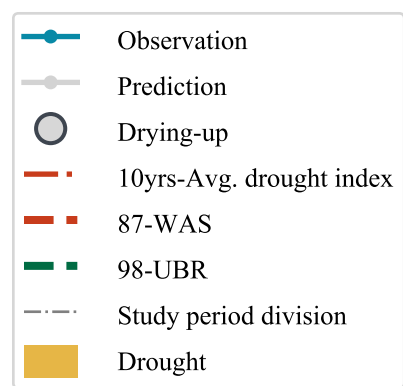 Observation
Prediction
Drying-up
10yrs-Avg. drought index
87-WAS
98-UBR
Study period division
Drought